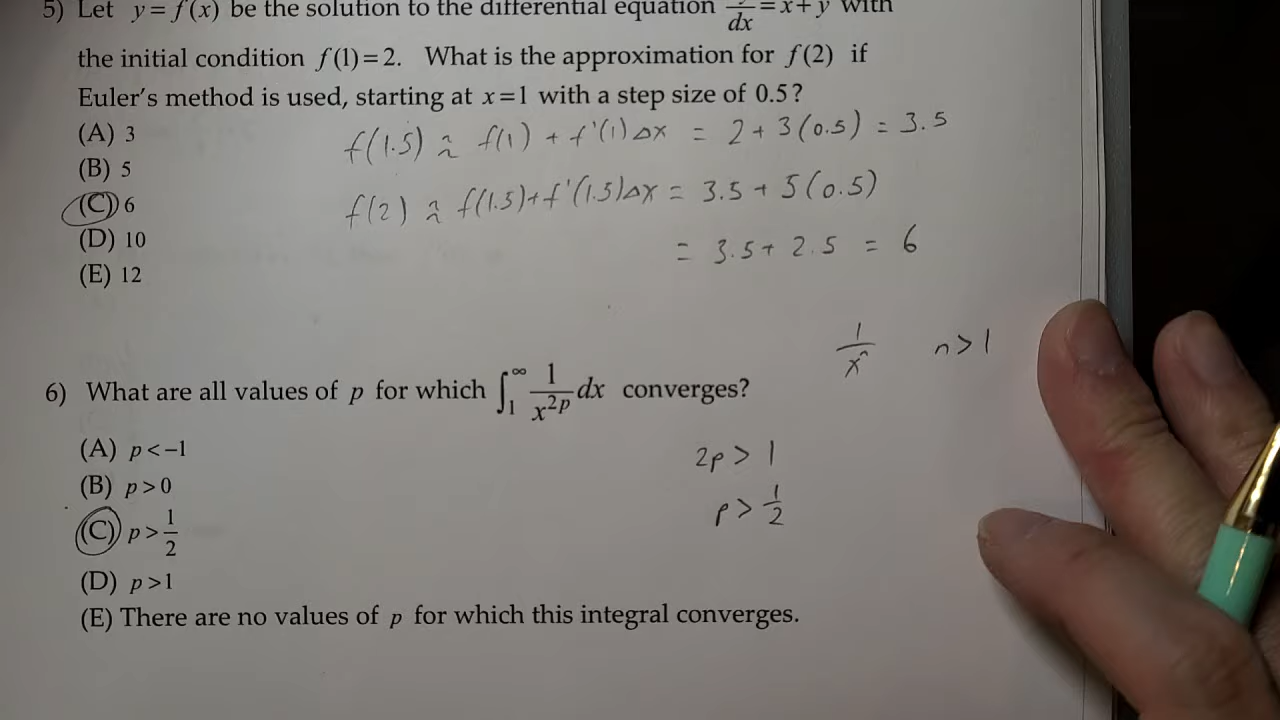 5) Let y = f(x) be the solution to the differential equation dx = x + y with
the initial condition f(1) = 2. What is the approximation for f(2) if
Euler's method is used, starting at x = 1 with a step size of 0.5?
(A) 3
f(1.5) ≈ f(1) + f'(1) Δx = 2 + 3(0.5) = 3.5
(B) 5
(C) 6
f(2) ≈ f(1.5) + f'(1.5) Δx = 3.5 + 5(0.5)
(D) 10
= 3.5 + 2.5 = 6
(E) 12
1/xⁿ n > 1
6) What are all values of p for which ∫₁^∞ 1/x^{2p} dx converges?
(A) p < -1
2p > 1
(B) p > 0
(C) p > 1/2
p > 1/2
(D) p > 1
(E) There are no values of p for which this integral converges.